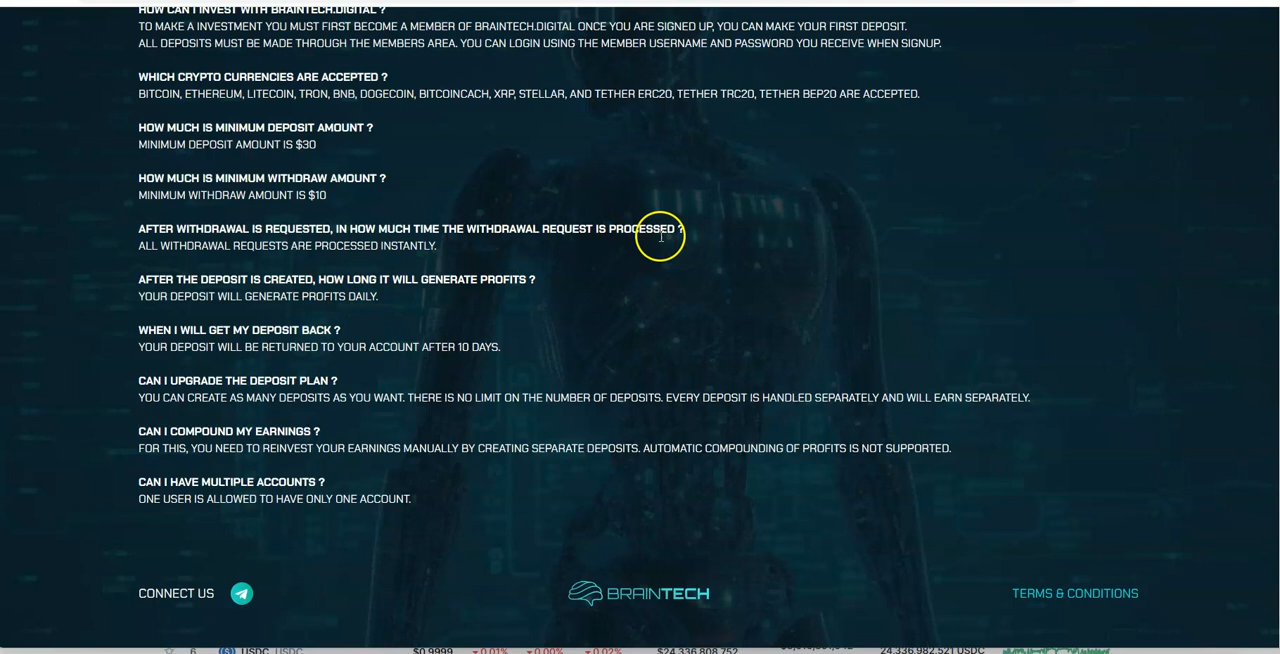 HOW CAN I INVEST WITH BRAINTECH.DIGITAL ?
TO MAKE A INVESTMENT YOU MUST FIRST BECOME A MEMBER OF BRAINTECH.DIGITAL ONCE YOU ARE SIGNED UP, YOU CAN MAKE YOUR FIRST DEPOSIT.
ALL DEPOSITS MUST BE MADE THROUGH THE MEMBERS AREA. YOU CAN LOGIN USING THE MEMBER USERNAME AND PASSWORD YOU RECEIVE WHEN SIGNUP.
WHICH CRYPTO CURRENCIES ARE ACCEPTED ?
BITCOIN, ETHEREUM, LITECOIN, TRON, BNB, DOGECOIN, BITCOINCACH, XRP, STELLAR, AND TETHER ERC20, TETHER TRC20, TETHER BEP20 ARE ACCEPTED.
HOW MUCH IS MINIMUM DEPOSIT AMOUNT ?
MINIMUM DEPOSIT AMOUNT IS $30
HOW MUCH IS MINIMUM WITHDRAW AMOUNT ?
MINIMUM WITHDRAW AMOUNT IS $10
AFTER WITHDRAWAL IS REQUESTED, IN HOW MUCH TIME THE WITHDRAWAL REQUEST IS PROCESSED ?
ALL WITHDRAWAL REQUESTS ARE PROCESSED INSTANTLY.
AFTER THE DEPOSIT IS CREATED, HOW LONG IT WILL GENERATE PROFITS ?
YOUR DEPOSIT WILL GENERATE PROFITS DAILY.
WHEN I WILL GET MY DEPOSIT BACK ?
YOUR DEPOSIT WILL BE RETURNED TO YOUR ACCOUNT AFTER 10 DAYS.
CAN I UPGRADE THE DEPOSIT PLAN ?
YOU CAN CREATE AS MANY DEPOSITS AS YOU WANT. THERE IS NO LIMIT ON THE NUMBER OF DEPOSITS. EVERY DEPOSIT IS HANDLED SEPARATELY AND WILL EARN SEPARATELY.
CAN I COMPOUND MY EARNINGS ?
FOR THIS, YOU NEED TO REINVEST YOUR EARNINGS MANUALLY BY CREATING SEPARATE DEPOSITS. AUTOMATIC COMPOUNDING OF PROFITS IS NOT SUPPORTED.
CAN I HAVE MULTIPLE ACCOUNTS ?
ONE USER IS ALLOWED TO HAVE ONLY ONE ACCOUNT.
CONNECT US BRAINTECH TERMS & CONDITIONS
6 USDC USDC $0.9999 0.01% 0.00% 0.02% $24,336,808,752 24,336,982,521 USDC